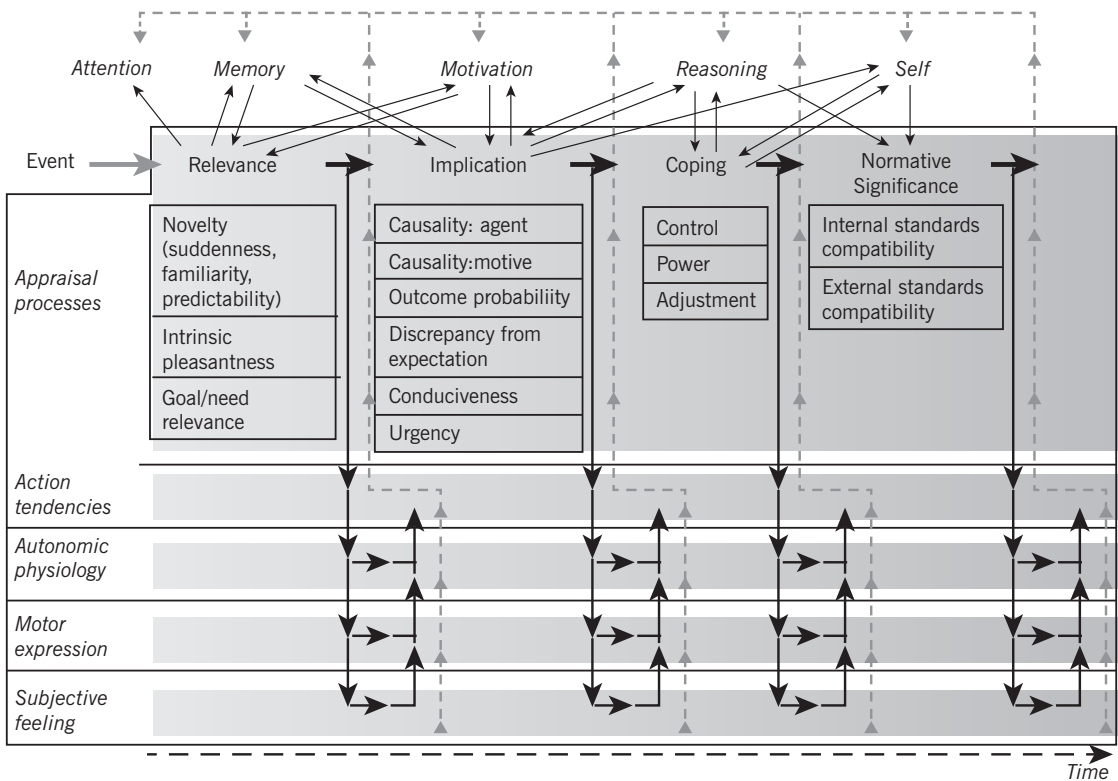 Attention
Memory
Motivation
Reasoning
Self
Event
Relevance
Implication
Coping
Normative
Significance
Appraisal
processes
Novelty
(suddenness,
familiarity,
predictability)
Intrinsic
pleasantness
Goal/need
relevance
Causality: agent
Causality:motive
Outcome probabiliity
Discrepancy from
expectation
Conduciveness
Urgency
Control
Power
Adjustment
Internal standards
compatibility
External standards
compatibility
Action
tendencies
Autonomic
physiology
Motor
expression
Subjective
feeling
Time